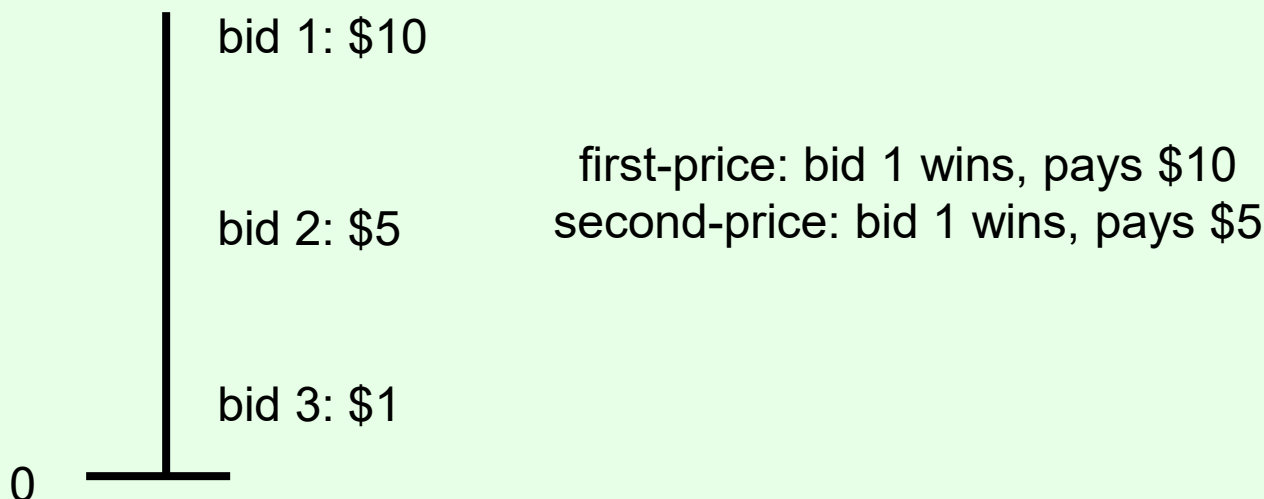 bid 1: $10
first-price: bid 1 wins, pays $10
second-price: bid 1 wins, pays $5
bid 2: $5
bid 3: $1
0